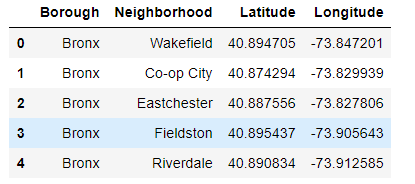 Borough Neighborhood Latitude Longitude
0 Bronx Wakefield 40.894705 -73.847201
1 Bronx Co-op City 40.874294 -73.829939
2 Bronx Eastchester 40.887556 -73.827806
3 Bronx Fieldston 40.895437 -73.905643
4 Bronx Riverdale 40.890834 -73.912585